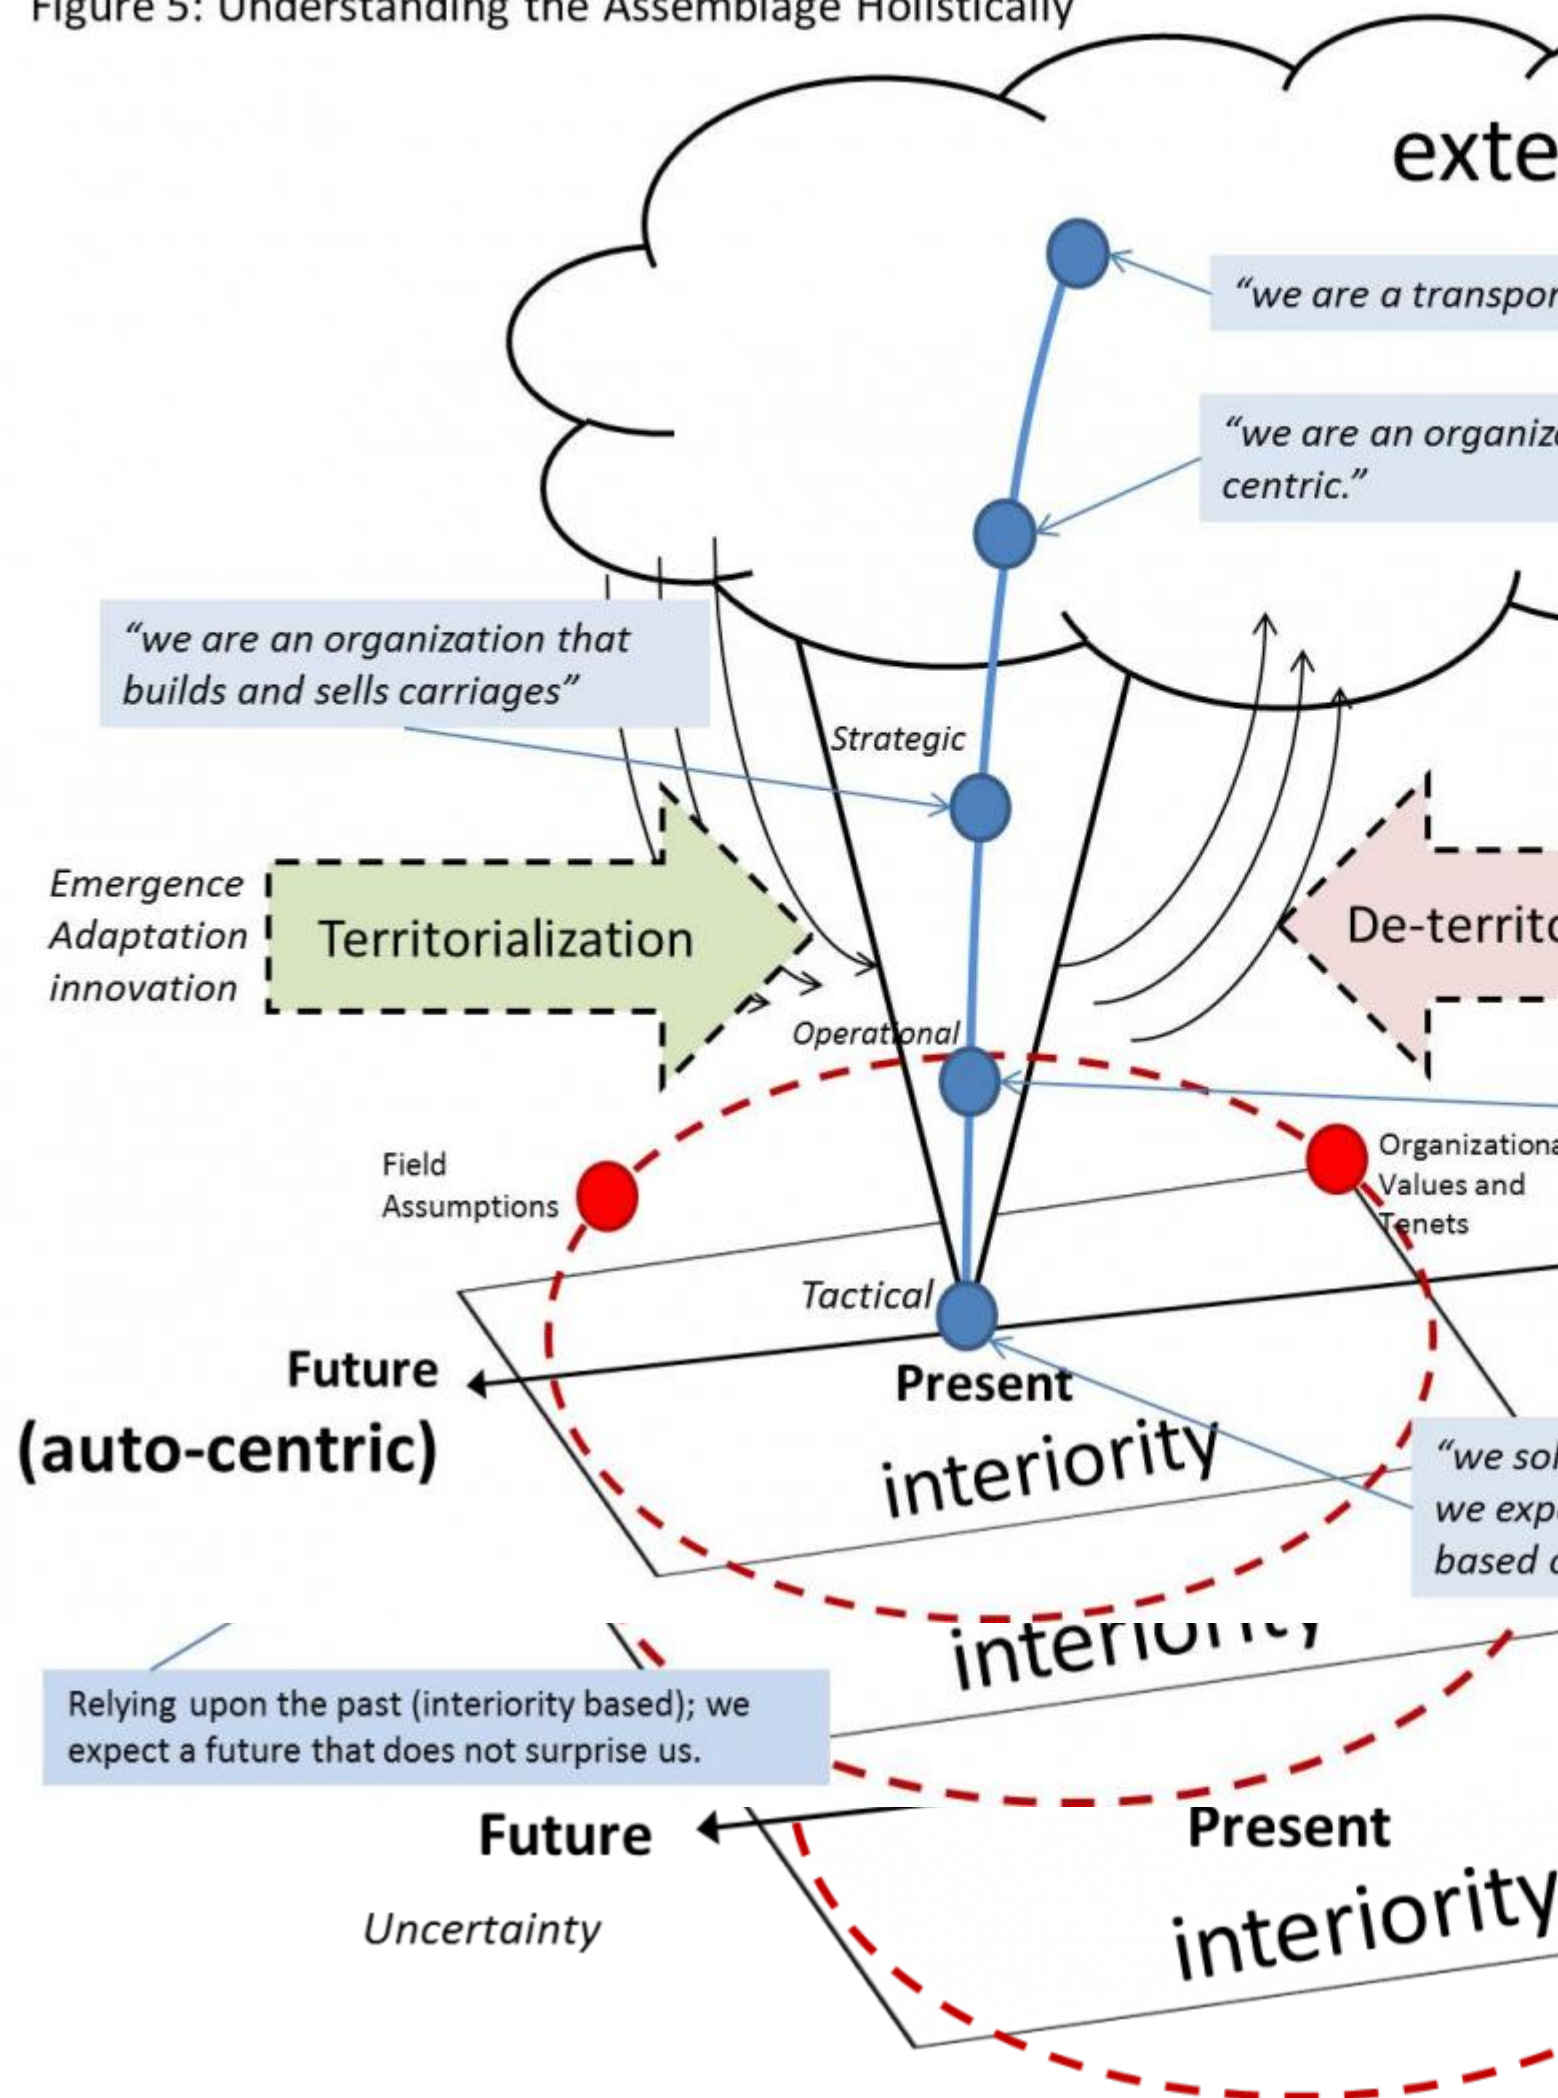 Figure 5: Understanding the Assemblage Holistically
exte
“we are a transpor
“we are an organiz
centric.”
“we are an organization that
builds and sells carriages”
Strategic
Emergence
Adaptation
innovation
Territorialization
De-territo
Operational
Field
Assumptions
Organizationa
Values and
Tenets
Tactical
Future
(auto-centric)
Present
interiority
“we sol
we exp
based
interiority
Relying upon the past (interiority based); we
expect a future that does not surprise us.
Future
Present
Uncertainty
interiority